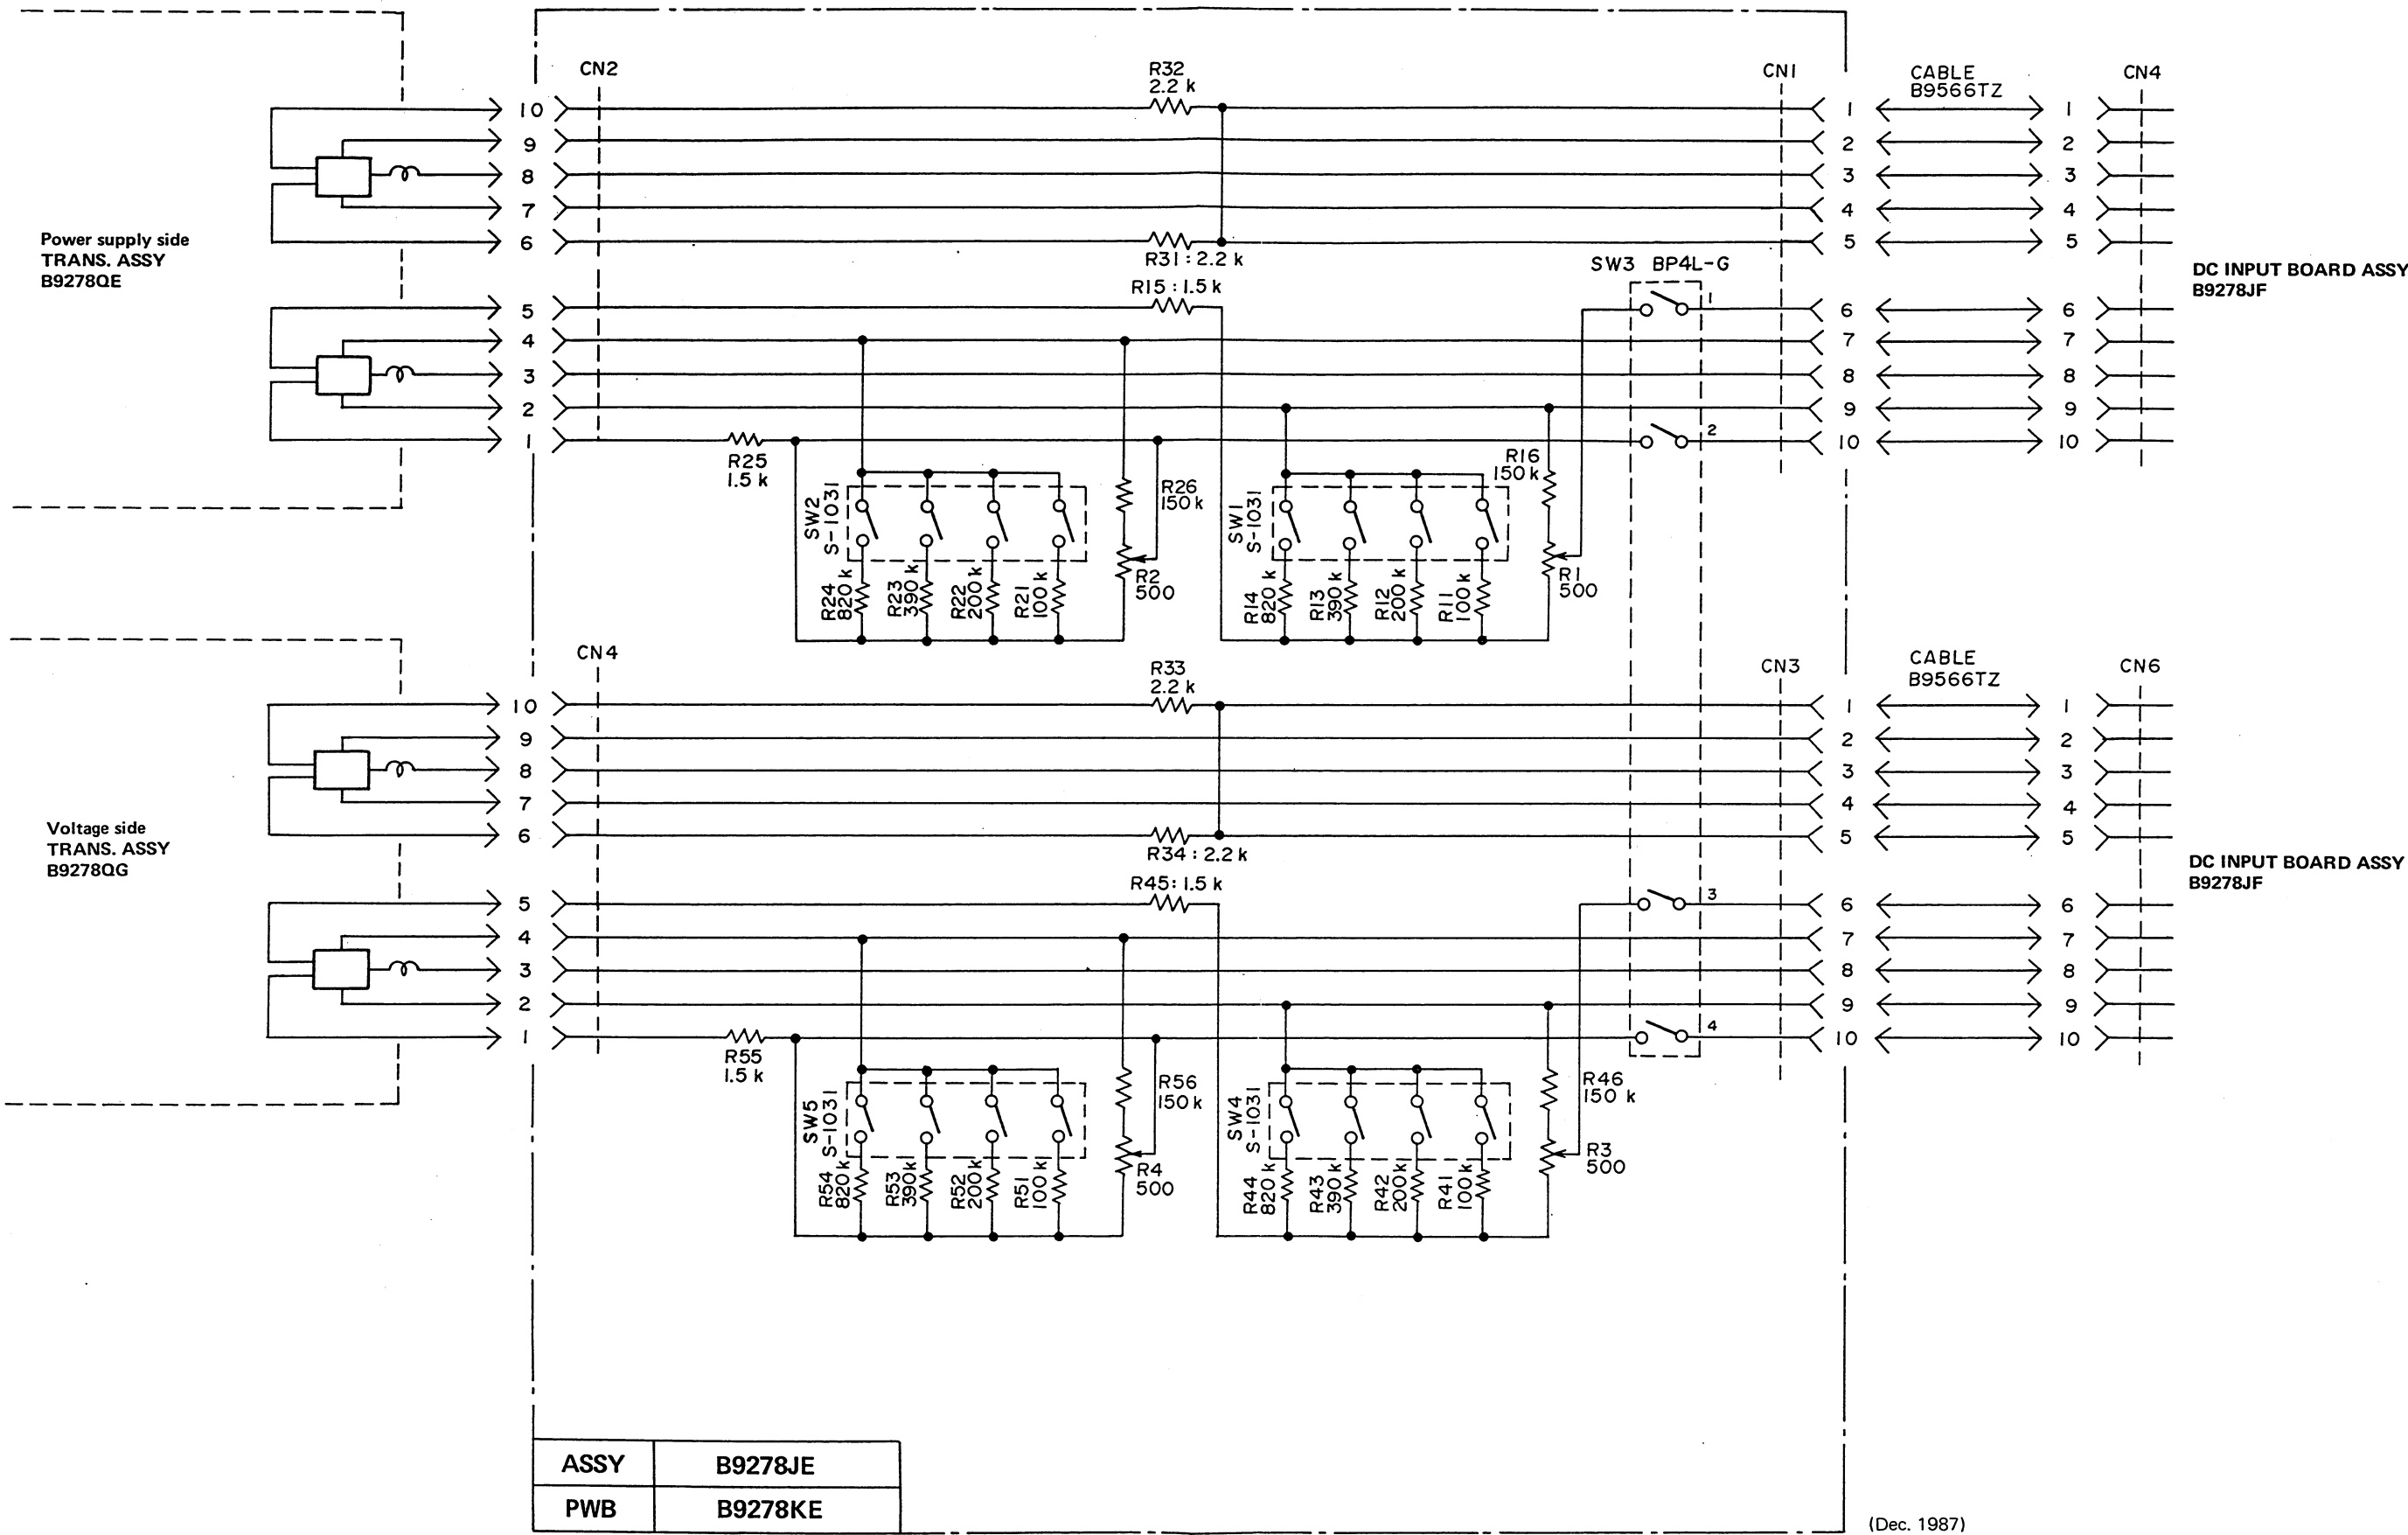 CN2
R32
2.2 k
CN1
CABLE
B9566TZ
CN4
10
9
8
7
6
5
4
3
2
1
1
2
3
4
5
6
7
8
9
10
1
2
3
4
5
6
7
8
9
10
Power supply side
TRANS. ASSY
B9278QE
R31 : 2.2 k
R15 : 1.5 k
SW3 BP4L-G
1
2
DC INPUT BOARD ASSY
B9278JF
R25
1.5 k
SW2
S-1031
R26
150 k
R2
500
R24
820 k
R23
390 k
R22
200 k
R21
100 k
SW1
S-1031
R16
150 k
R1
500
R14
820 k
R13
390 k
R12
200 k
R11
100 k
CN4
R33
2.2 k
CN3
CABLE
B9566TZ
CN6
10
9
8
7
6
5
4
3
2
1
1
2
3
4
5
6
7
8
9
10
1
2
3
4
5
6
7
8
9
10
Voltage side
TRANS. ASSY
B9278QG
R34 : 2.2 k
R45 : 1.5 k
3
4
DC INPUT BOARD ASSY
B9278JF
R55
1.5 k
SW5
S-1031
R56
150 k
R4
500
R54
820 k
R53
390 k
R52
200 k
R51
100 k
SW4
S-1031
R46
150 k
R3
500
R44
820 k
R43
390 k
R42
200 k
R41
100 k
ASSY B9278JE
PWB B9278KE
(Dec. 1987)